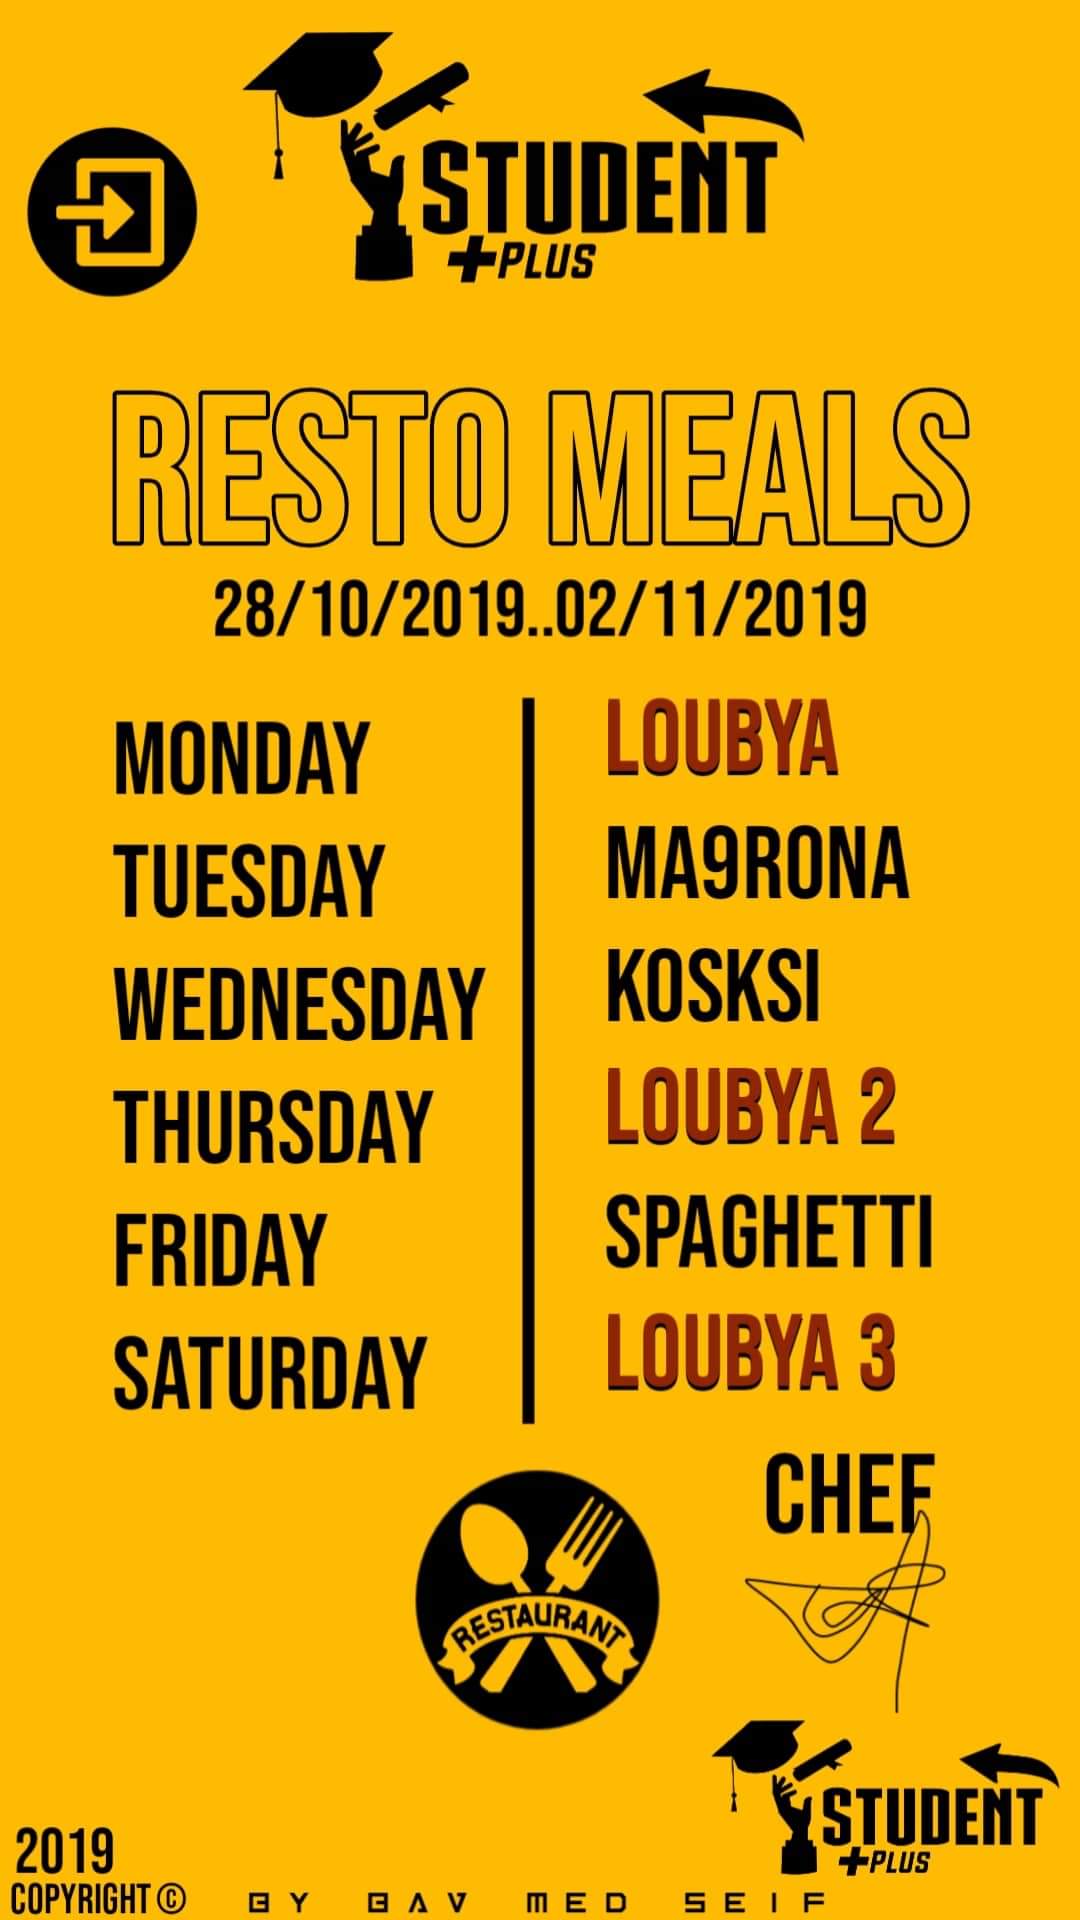 STUDENT
+PLUS
RESTO MEALS
28/10/2019..02/11/2019
MONDAY LOUBYA
TUESDAY MA9RONA
WEDNESDAY KOSKSI
THURSDAY LOUBYA 2
FRIDAY SPAGHETTI
SATURDAY LOUBYA 3
CHEF
RESTAURANT
STUDENT
+PLUS
2019
COPYRIGHT © BY BAV MED SEIF